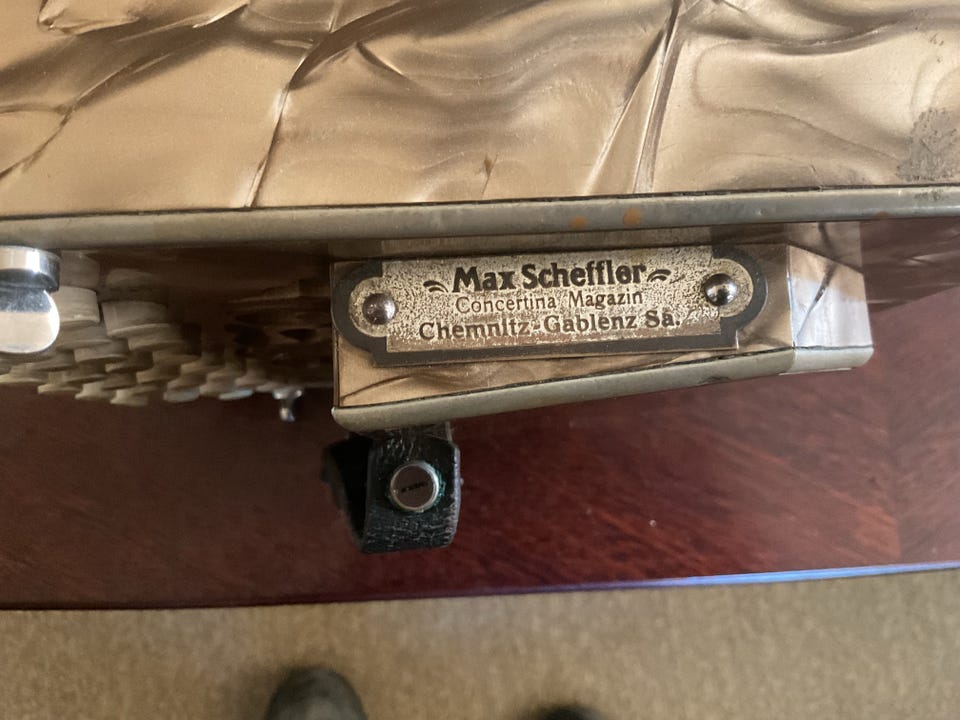 Max Scheffler
Concertina Magazin
Chemnitz-Gablenz Sa.